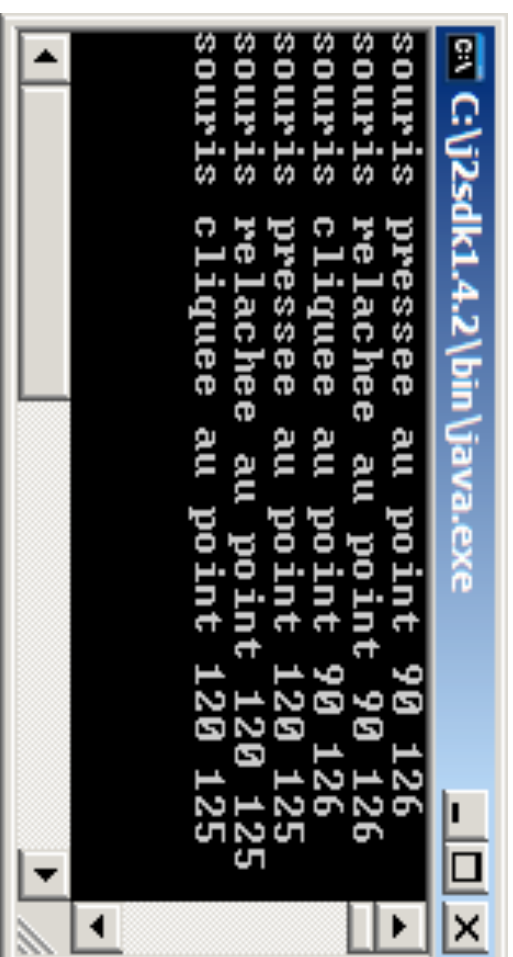 C:\j2sdk1.4.2\bin\java.exe
souris pressee au point 90 126
souris relachee au point 90 126
souris cliquee au point 90 126
souris pressee au point 120 125
souris relachee au point 120 125
souris cliquee au point 120 125